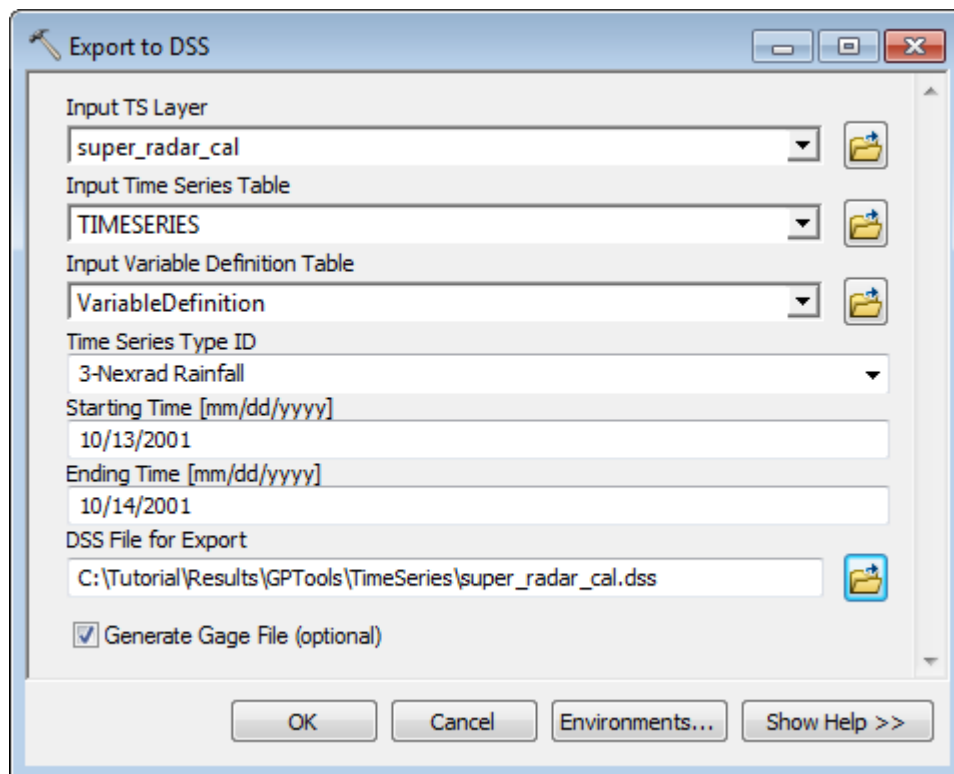 Export to DSS
Input TS Layer
super_radar_cal
Input Time Series Table
TIMESERIES
Input Variable Definition Table
VariableDefinition
Time Series Type ID
3-Nexrad Rainfall
Starting Time [mm/dd/yyyy]
10/13/2001
Ending Time [mm/dd/yyyy]
10/14/2001
DSS File for Export
C:\Tutorial\Results\GPTools\TimeSeries\super_radar_cal.dss
Generate Gage File (optional)
OK Cancel Environments... Show Help >>